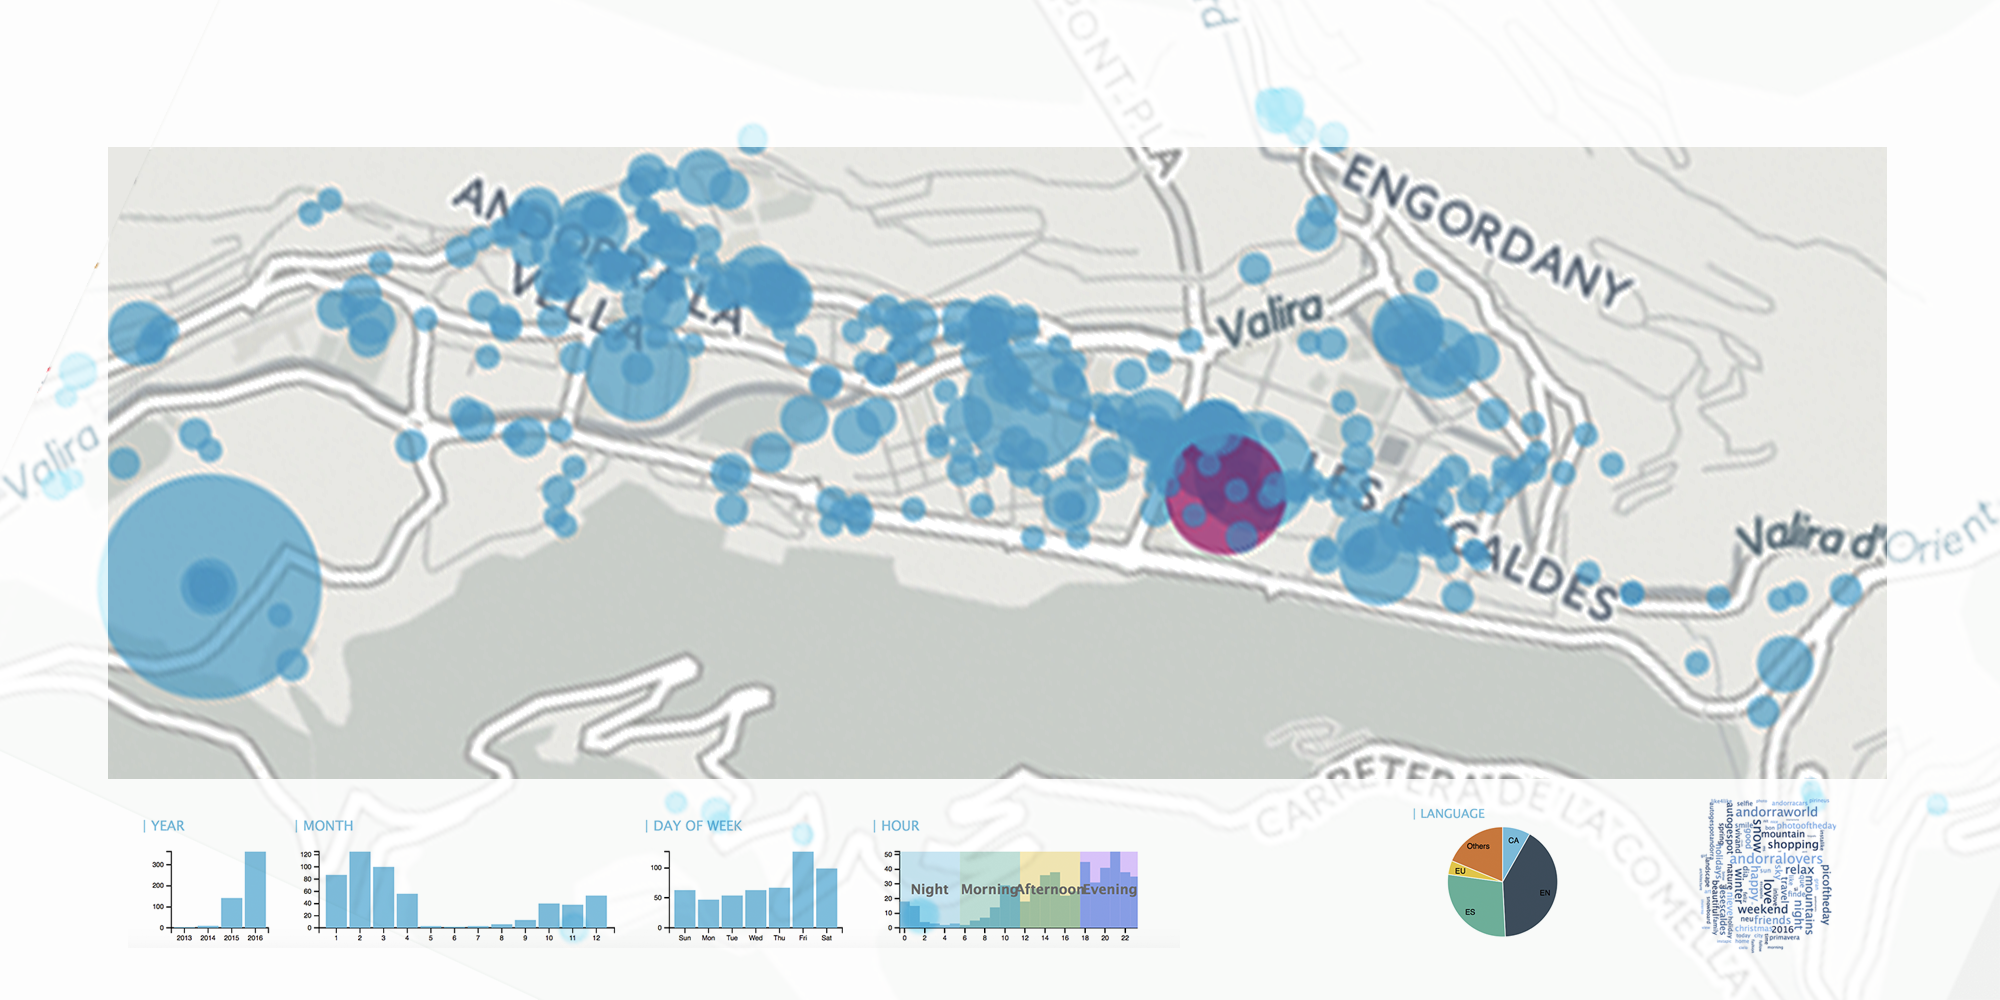 PONT PLA
ANDORRA LA
VELLA
ENGORDANY
Valira
Valira
LES ESCALDES
Valira d'Orient
CARRETERA DE LA COMELLA
| YEAR
300
200
100
0
2013 2014 2015 2016
| MONTH
120
100
80
60
40
20
0
1 2 3 4 5 6 7 8 9 10 11 12
| DAY OF WEEK
100
50
0
Sun Mon Tue Wed Thu Fri Sat
| HOUR
50
40
30
20
10
0
Night Morning Afternoon Evening
0 2 4 6 8 10 12 14 16 18 20 22
| LANGUAGE
Others
CA
EU
EN
ES
selfie
andorracars
andorraworld
autogespot
smile
photooftheday
snow
mountain
shopping
andorralovers
relax
happy
winter
nature
love
travel
night
mountains
picoftheday
weekend
neu
friends
christmas
2016
primavera